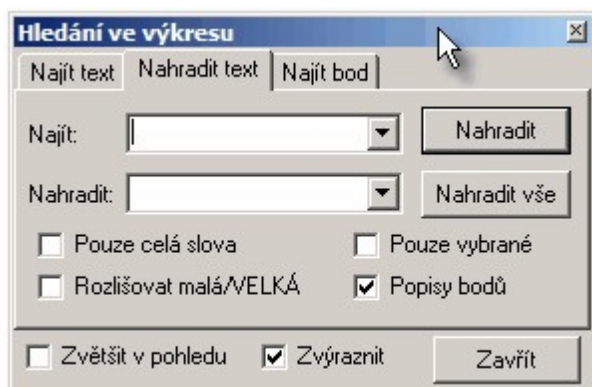 Hledání ve výkresu
Najít text Nahradit text Najít bod
Najít: Nahradit
Nahradit: Nahradit vše
Pouze celá slova Pouze vybrané
Rozlišovat malá/VELKÁ Popisy bodů
Zvětšit v pohledu Zvýraznit Zavřít